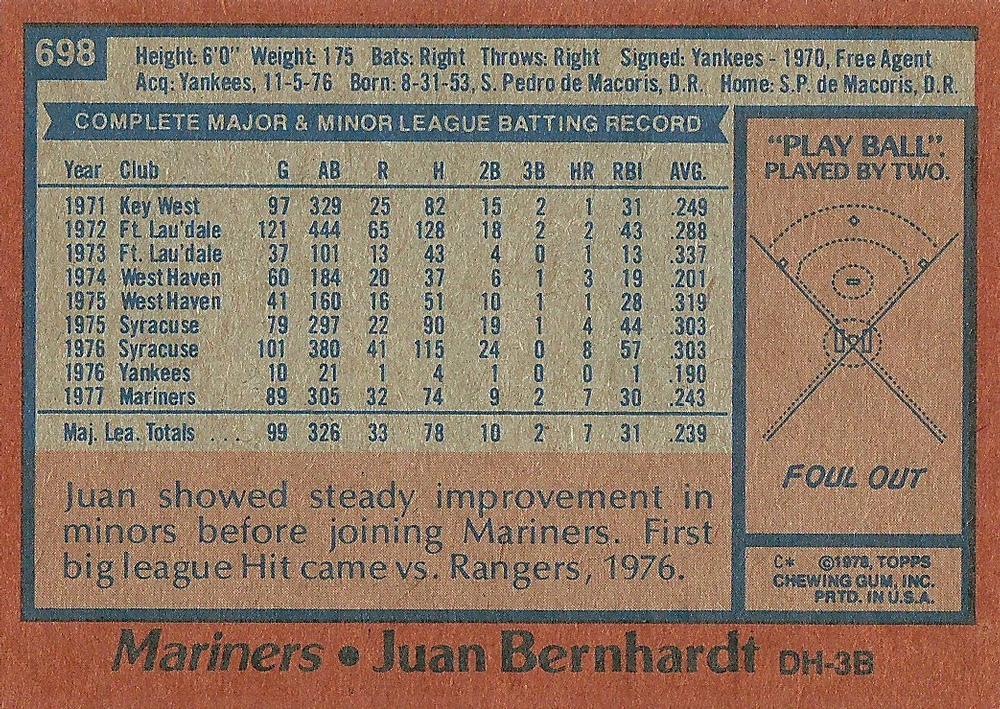 698
Height: 6'0" Weight: 175 Bats: Right Throws: Right Signed: Yankees - 1970, Free Agent
Acq: Yankees, 11-5-76 Born: 8-31-53, S. Pedro de Macoris, D.R. Home: S.P. de Macoris, D.R.
COMPLETE MAJOR & MINOR LEAGUE BATTING RECORD
Year Club G AB R H 2B 3B HR RBI AVG.
1971 Key West 97 329 25 82 15 2 1 31 .249
1972 Ft. Lau'dale 121 444 65 128 18 2 2 43 .288
1973 Ft. Lau'dale 37 101 13 43 4 0 1 13 .337
1974 West Haven 60 184 20 37 6 1 3 19 .201
1975 West Haven 41 160 16 51 10 1 1 28 .319
1975 Syracuse 79 297 22 90 19 1 4 44 .303
1976 Syracuse 101 380 41 115 24 0 8 57 .303
1976 Yankees 10 21 1 4 1 0 0 1 .190
1977 Mariners 89 305 32 74 9 2 7 30 .243
Maj. Lea. Totals .... 99 326 33 78 10 2 7 31 .239
Juan showed steady improvement in
minors before joining Mariners. First
big league Hit came vs. Rangers, 1976.
"PLAY BALL".
PLAYED BY TWO.
FOUL OUT
C* ©1978, TOPPS
CHEWING GUM, INC.
PRTD. IN U.S.A.
Mariners • Juan Bernhardt DH-3B